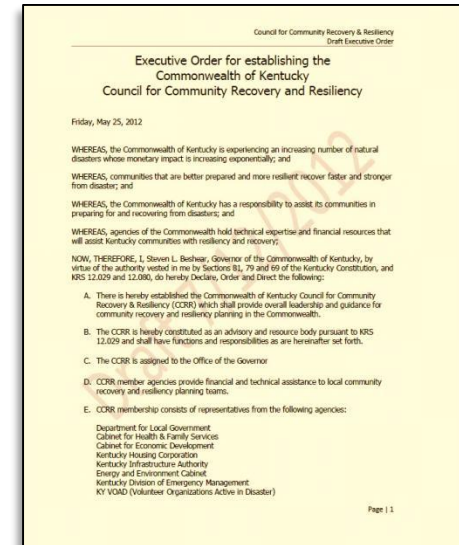 Council for Community Recovery & Resiliency
Draft Executive Order
Executive Order for establishing the
Commonwealth of Kentucky
Council for Community Recovery and Resiliency
Friday, May 25, 2012
WHEREAS, the Commonwealth of Kentucky is experiencing an increasing number of natural
disasters whose monetary impact is increasing exponentially; and
WHEREAS, communities that are better prepared and more resilient recover faster and stronger
from disaster; and
WHEREAS, the Commonwealth of Kentucky has a responsibility to assist its communities in
preparing for and recovering from disasters; and
WHEREAS, agencies of the Commonwealth hold technical expertise and financial resources that
will assist Kentucky communities with resiliency and recovery;
NOW, THEREFORE, I, Steven L. Beshear, Governor of the Commonwealth of Kentucky, by
virtue of the authority vested in me by Sections 81, 79 and 69 of the Kentucky Constitution, and
KRS 12.029 and 12.080, do hereby Declare, Order and Direct the following:
A. There is hereby established the Commonwealth of Kentucky Council for Community
Recovery & Resiliency (CCRR) which shall provide overall leadership and guidance for
community recovery and resiliency planning in the Commonwealth.
B. The CCRR is hereby constituted as an advisory and resource body pursuant to KRS
12.029 and shall have functions and responsibilities as are hereinafter set forth.
C. The CCRR is assigned to the Office of the Governor
D. CCRR member agencies provide financial and technical assistance to local community
recovery and resiliency planning teams.
E. CCRR membership consists of representatives from the following agencies:
Department for Local Government
Cabinet for Health & Family Services
Cabinet for Economic Development
Kentucky Housing Corporation
Kentucky Infrastructure Authority
Energy and Environment Cabinet
Kentucky Division of Emergency Management
KY VOAD (Volunteer Organizations Active in Disaster)
Page | 1